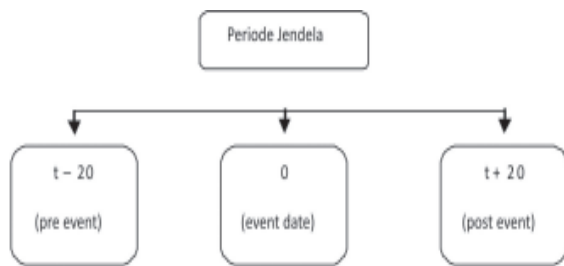 Periode Jendela
t – 20
(pre event)
0
(event date)
t + 20
(post event)